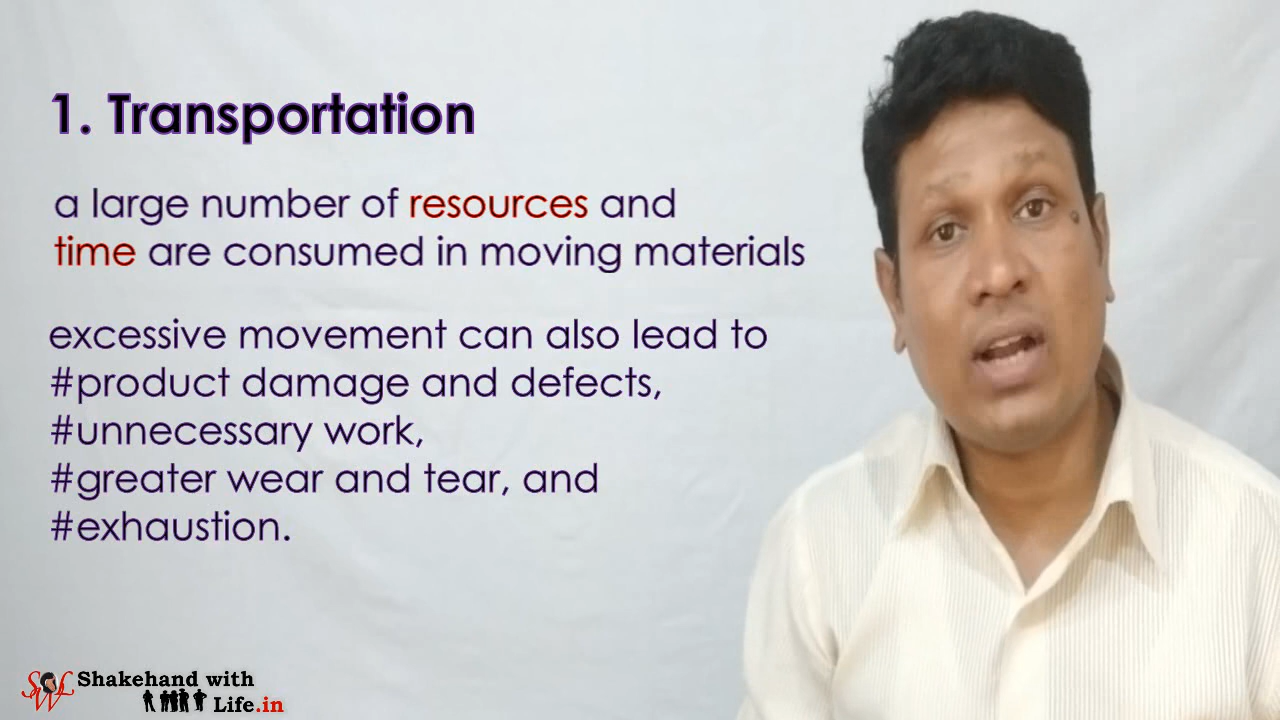 1. Transportation
a large number of resources and
time are consumed in moving materials
excessive movement can also lead to
#product damage and defects,
#unnecessary work,
#greater wear and tear, and
#exhaustion.
SWL Shakehand with
Life.in